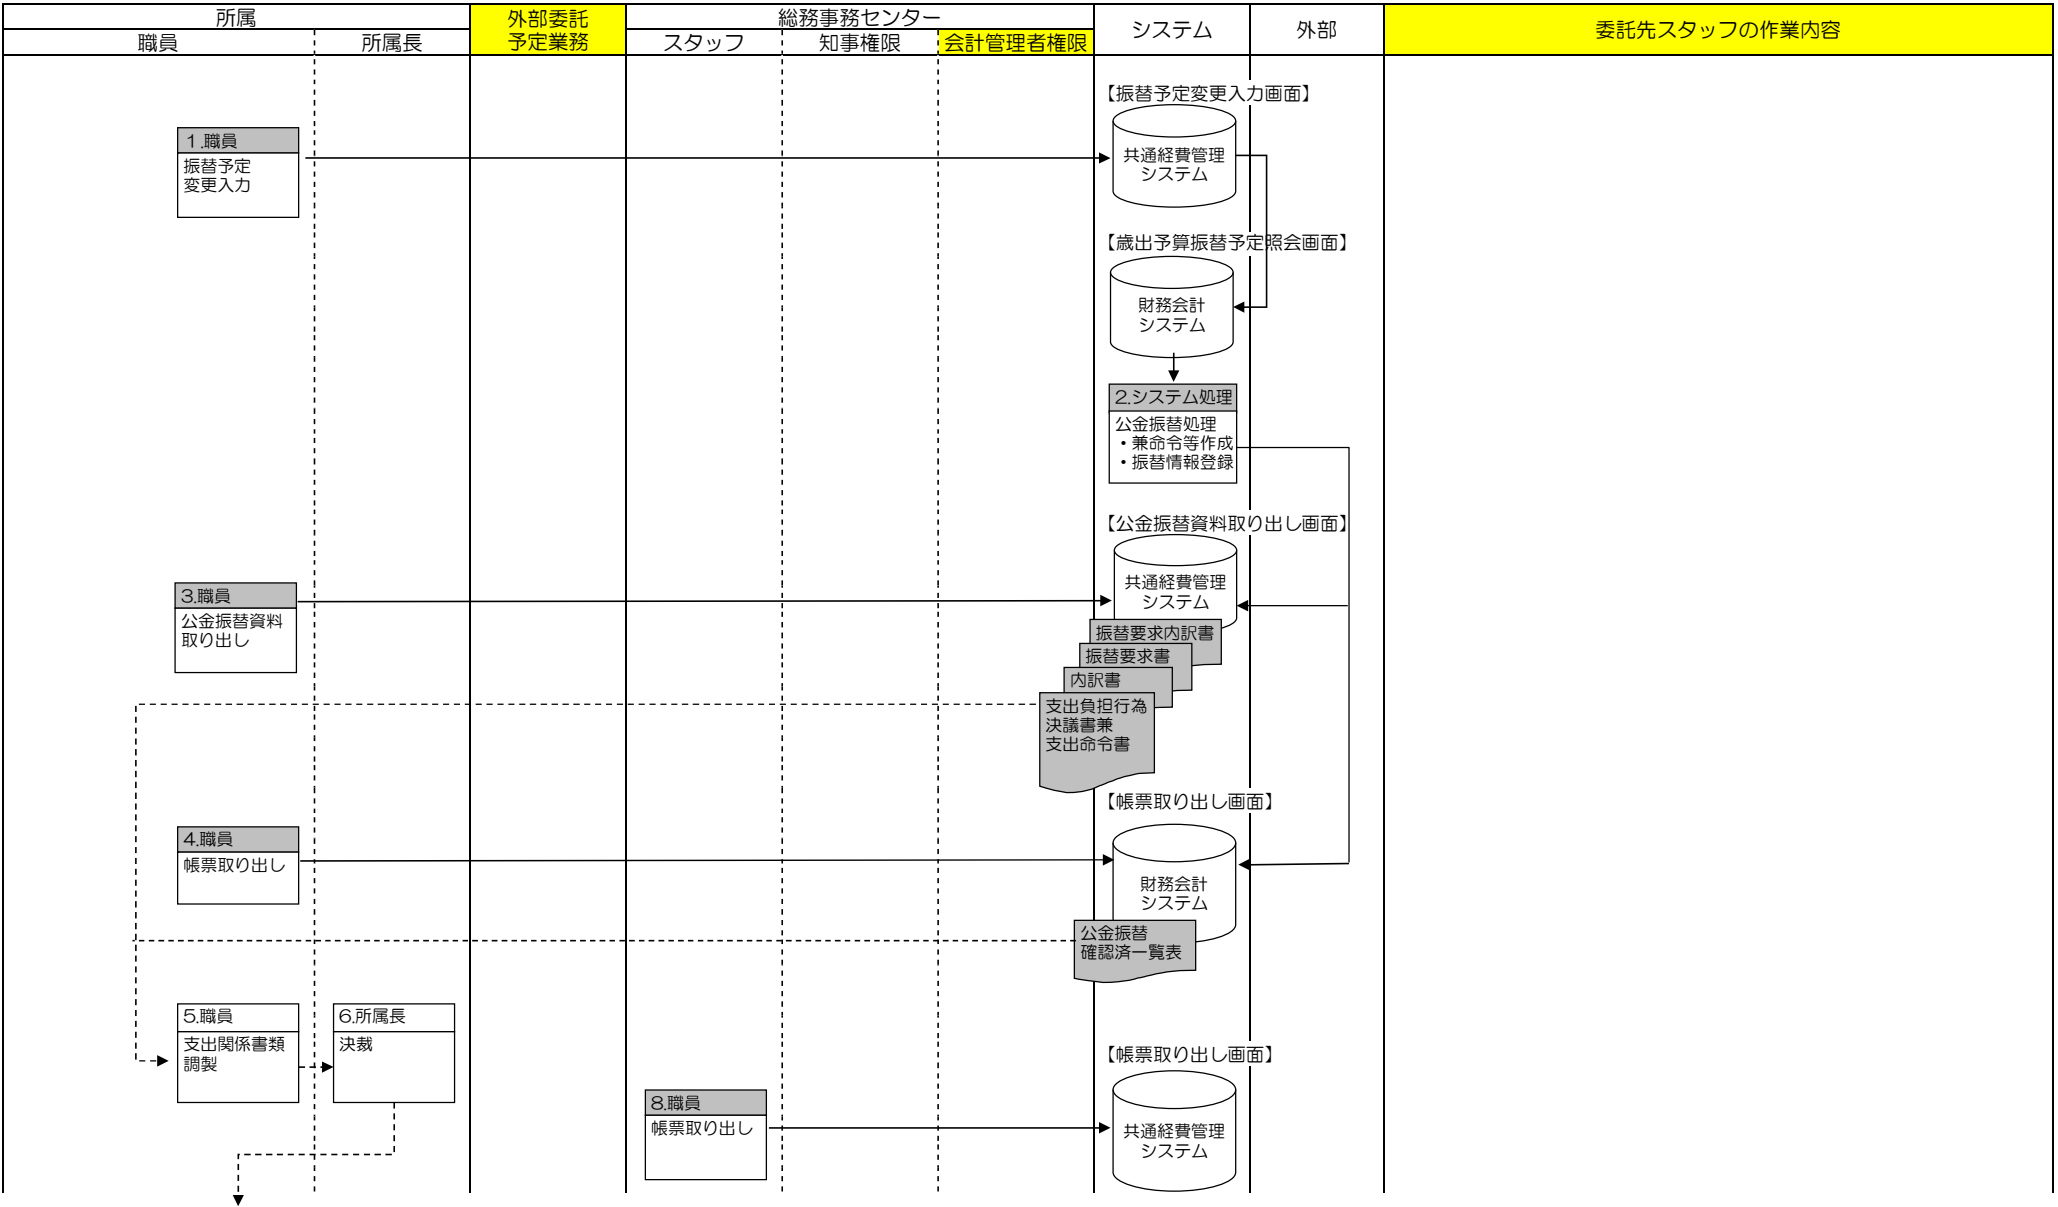 所属
外部委託
予定業務
総務事務センター
システム
外部
委託先スタッフの作業内容
職員
所属長
スタッフ
知事権限
会計管理者権限
【振替予定変更入力画面】
1.職員
振替予定
変更入力
共通経費管理
システム
【歳出予算振替予定照会画面】
財務会計
システム
2.システム処理
公金振替処理
・兼命令等作成
・振替情報登録
【公金振替資料取り出し画面】
3.職員
公金振替資料
取り出し
共通経費管理
システム
振替要求内訳書
振替要求書
内訳書
支出負担行為
決議書兼
支出命令書
【帳票取り出し画面】
4.職員
帳票取り出し
財務会計
システム
公金振替
確認済一覧表
5.職員
支出関係書類
調製
6.所属長
決裁
【帳票取り出し画面】
8.職員
帳票取り出し
共通経費管理
システム